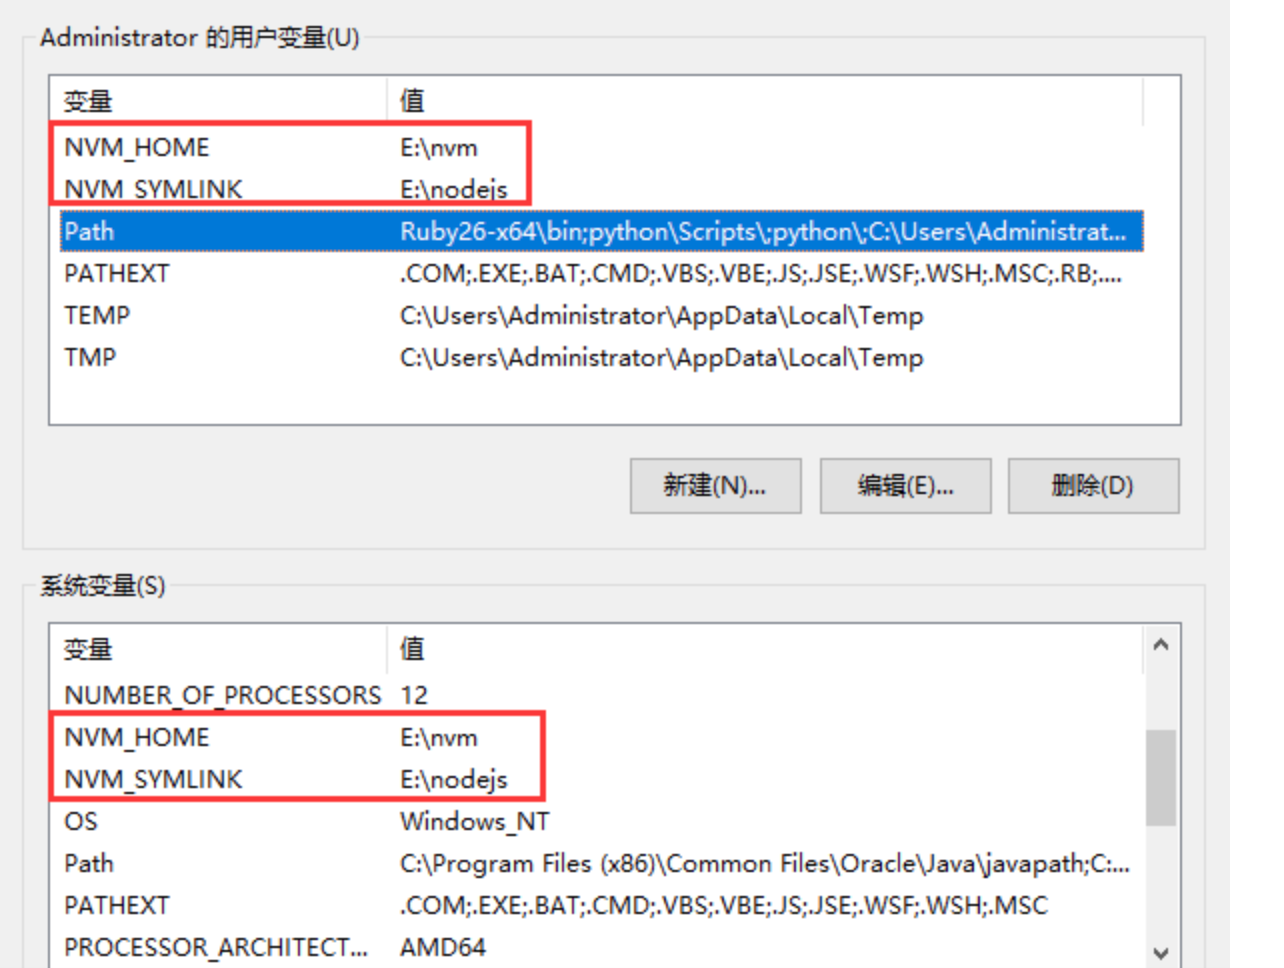 Administrator 的用户变量(U)
变量 值
NVM_HOME E:\nvm
NVM_SYMLINK E:\nodejs
Path Ruby26-x64\bin;python\Scripts\;python\;C:\Users\Administrat...
PATHEXT .COM;.EXE;.BAT;.CMD;.VBS;.VBE;.JS;.JSE;.WSF;.WSH;.MSC;.RB;....
TEMP C:\Users\Administrator\AppData\Local\Temp
TMP C:\Users\Administrator\AppData\Local\Temp
新建(N)... 编辑(E)... 删除(D)
系统变量(S)
变量 值
NUMBER_OF_PROCESSORS 12
NVM_HOME E:\nvm
NVM_SYMLINK E:\nodejs
OS Windows_NT
Path C:\Program Files (x86)\Common Files\Oracle\Java\javapath;C:...
PATHEXT .COM;.EXE;.BAT;.CMD;.VBS;.VBE;.JS;.JSE;.WSF;.WSH;.MSC
PROCESSOR_ARCHITECT... AMD64